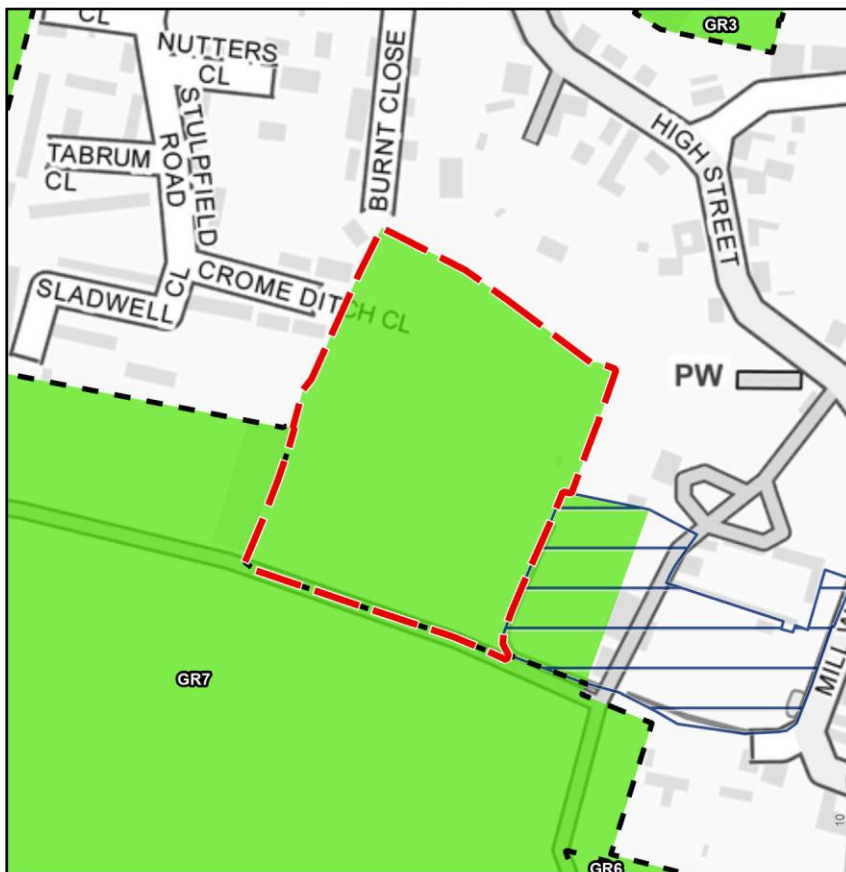 CL
GR3
NUTTERS
CL
BURNT CLOSE
STULPFIELD
ROAD
HIGH STREET
TABRUM
CL
CROME DITCH CL
SLADWELL
CL
PW
GR7
MILL W
10
GR6